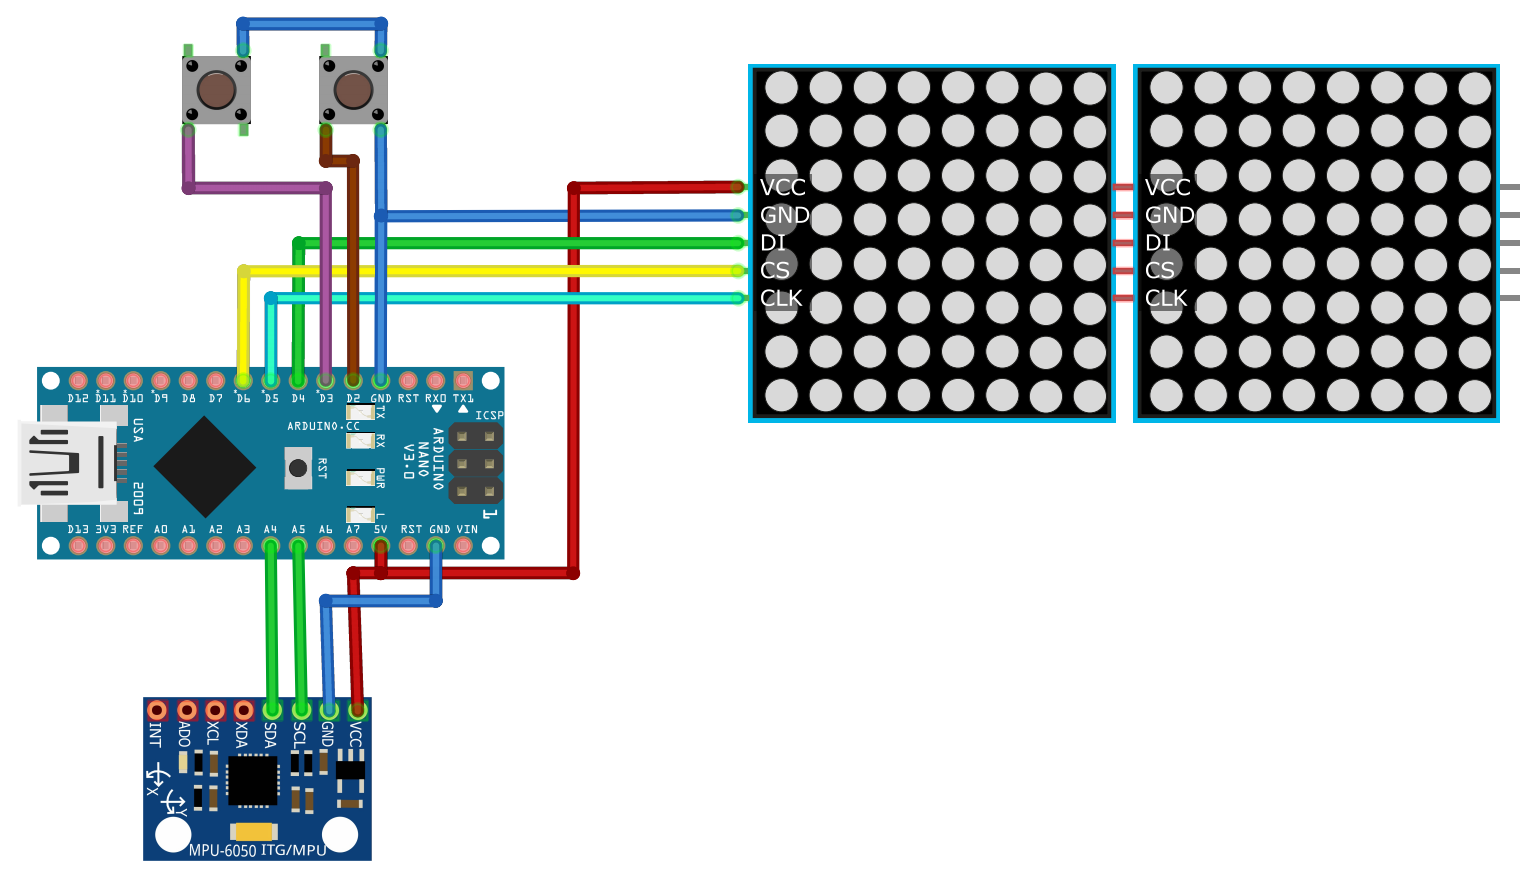 VCC
GND
DI
CS
CLK
VCC
GND
DI
CS
CLK
D12 D11 D10 D9 D8 D7 D6 D5 D4 D3 D2 GND RST RX0 TX1
USA
ARDUINO.CC
TX
RX
PWR
L
RST
ICSP
ARDUINO
NANO
V3.0
1
2009
D13 3V3 REF A0 A1 A2 A3 A4 A5 A6 A7 5V RST GND VIN
INT ADO XCL XDA SDA SCL GND VCC
X
Y
MPU-6050 ITG/MPU